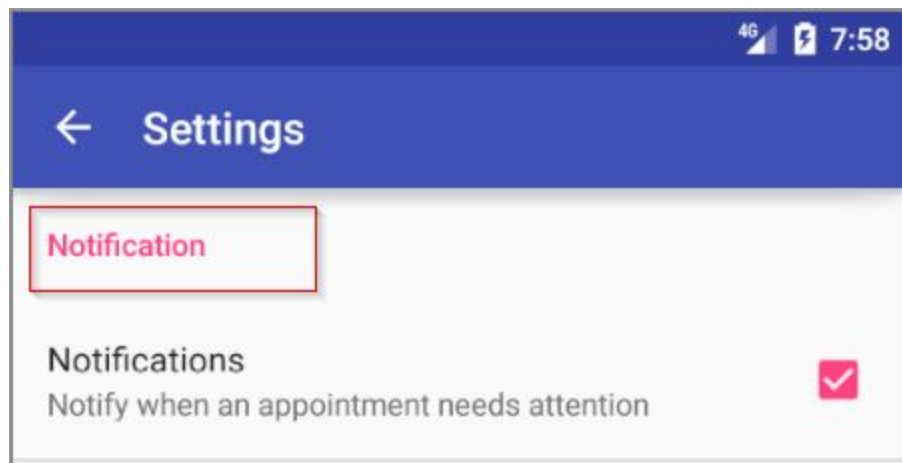 4G 7:58
Settings
Notification
Notifications
Notify when an appointment needs attention